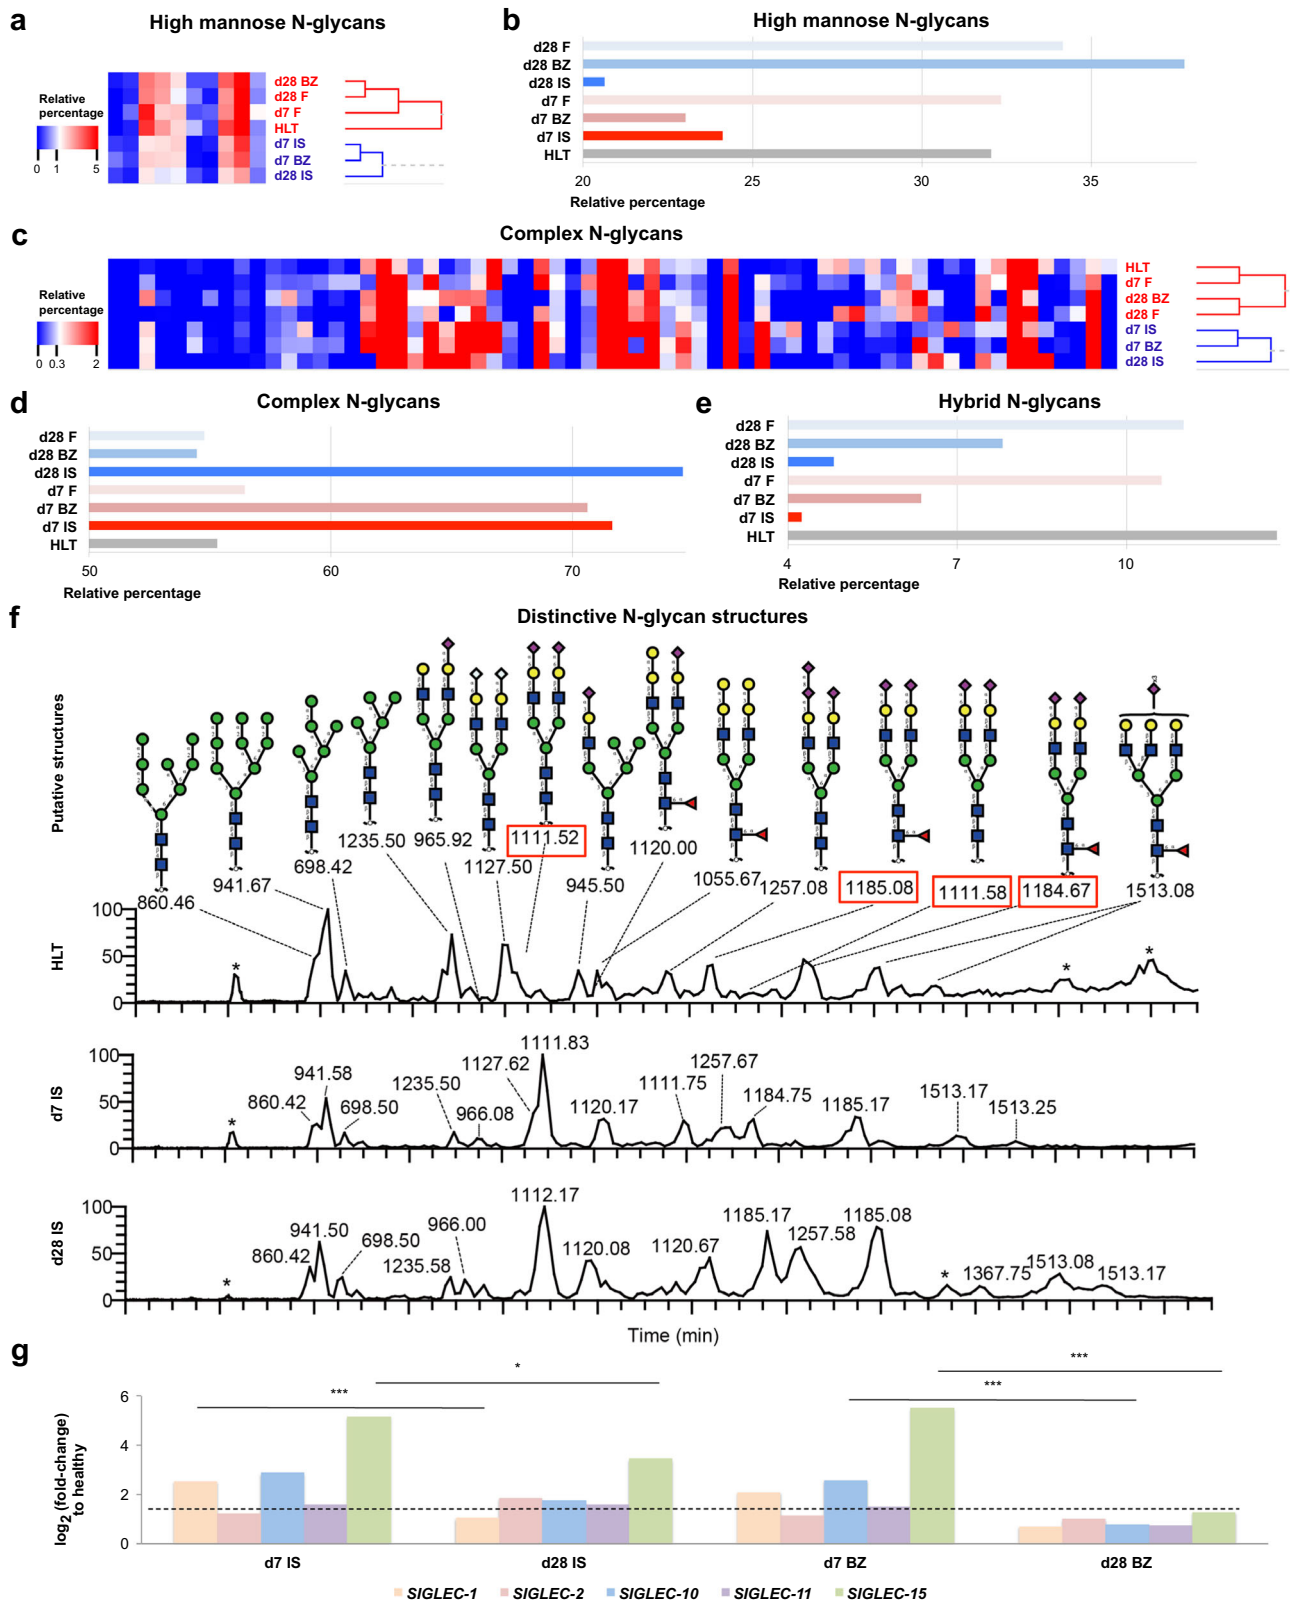 a
High mannose N-glycans
Relative
percentage
0 1 5
d28 BZ
d28 F
d7 F
HLT
d7 IS
d7 BZ
d28 IS
b
High mannose N-glycans
d28 F
d28 BZ
d28 IS
d7 F
d7 BZ
d7 IS
HLT
20 25 30 35
Relative percentage
c
Complex N-glycans
Relative
percentage
0 0.3 2
HLT
d7 F
d28 BZ
d28 F
d7 IS
d7 BZ
d28 IS
d
Complex N-glycans
d28 F
d28 BZ
d28 IS
d7 F
d7 BZ
d7 IS
HLT
50 60 70
Relative percentage
e
Hybrid N-glycans
d28 F
d28 BZ
d28 IS
d7 F
d7 BZ
d7 IS
HLT
4 7 10
Relative percentage
f
Distinctive N-glycan structures
Putative structures
860.46
941.67
698.42
1235.50
965.92
1127.50
1111.52
945.50
1120.00
1055.67
1257.08
1185.08
1111.58
1184.67
1513.08
HLT
100
50
0
* * *
d7 IS
100
50
0
*
860.42
941.58
698.50
1235.50
966.08
1127.62
1111.83
1120.17
1111.75
1257.67
1184.75
1185.17
1513.17
1513.25
d28 IS
100
50
0
*
860.42
941.50
698.50
1235.58
966.00
1112.17
1120.08
1120.67
1185.17
1257.58
1185.08
*
1367.75
1513.08
1513.17
Time (min)
g
log2 (fold-change)
to healthy
6
4
2
0
***
*
***
***
d7 IS d28 IS d7 BZ d28 BZ
SIGLEC-1 SIGLEC-2 SIGLEC-10 SIGLEC-11 SIGLEC-15